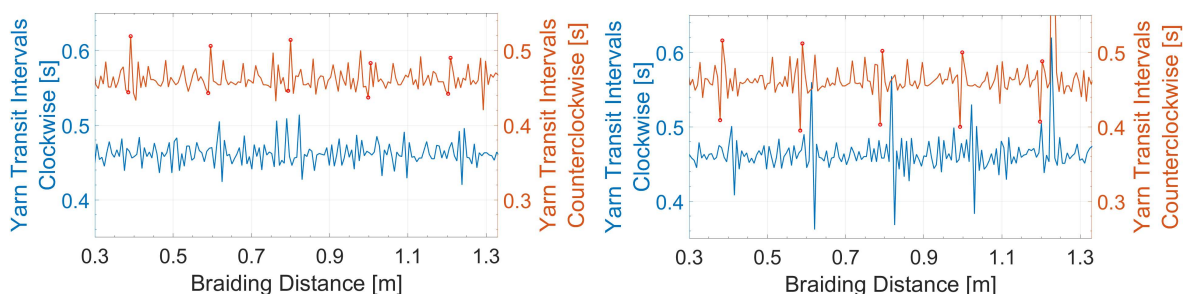 Yarn Transit Intervals
Clockwise [s]
0.6
0.5
0.4
0.5
0.4
0.3
Yarn Transit Intervals
Counterclockwise [s]
0.3 0.5 0.7 0.9 1.1 1.3
Braiding Distance [m]
Yarn Transit Intervals
Clockwise [s]
0.6
0.5
0.4
0.5
0.4
0.3
Yarn Transit Intervals
Counterclockwise [s]
0.3 0.5 0.7 0.9 1.1 1.3
Braiding Distance [m]